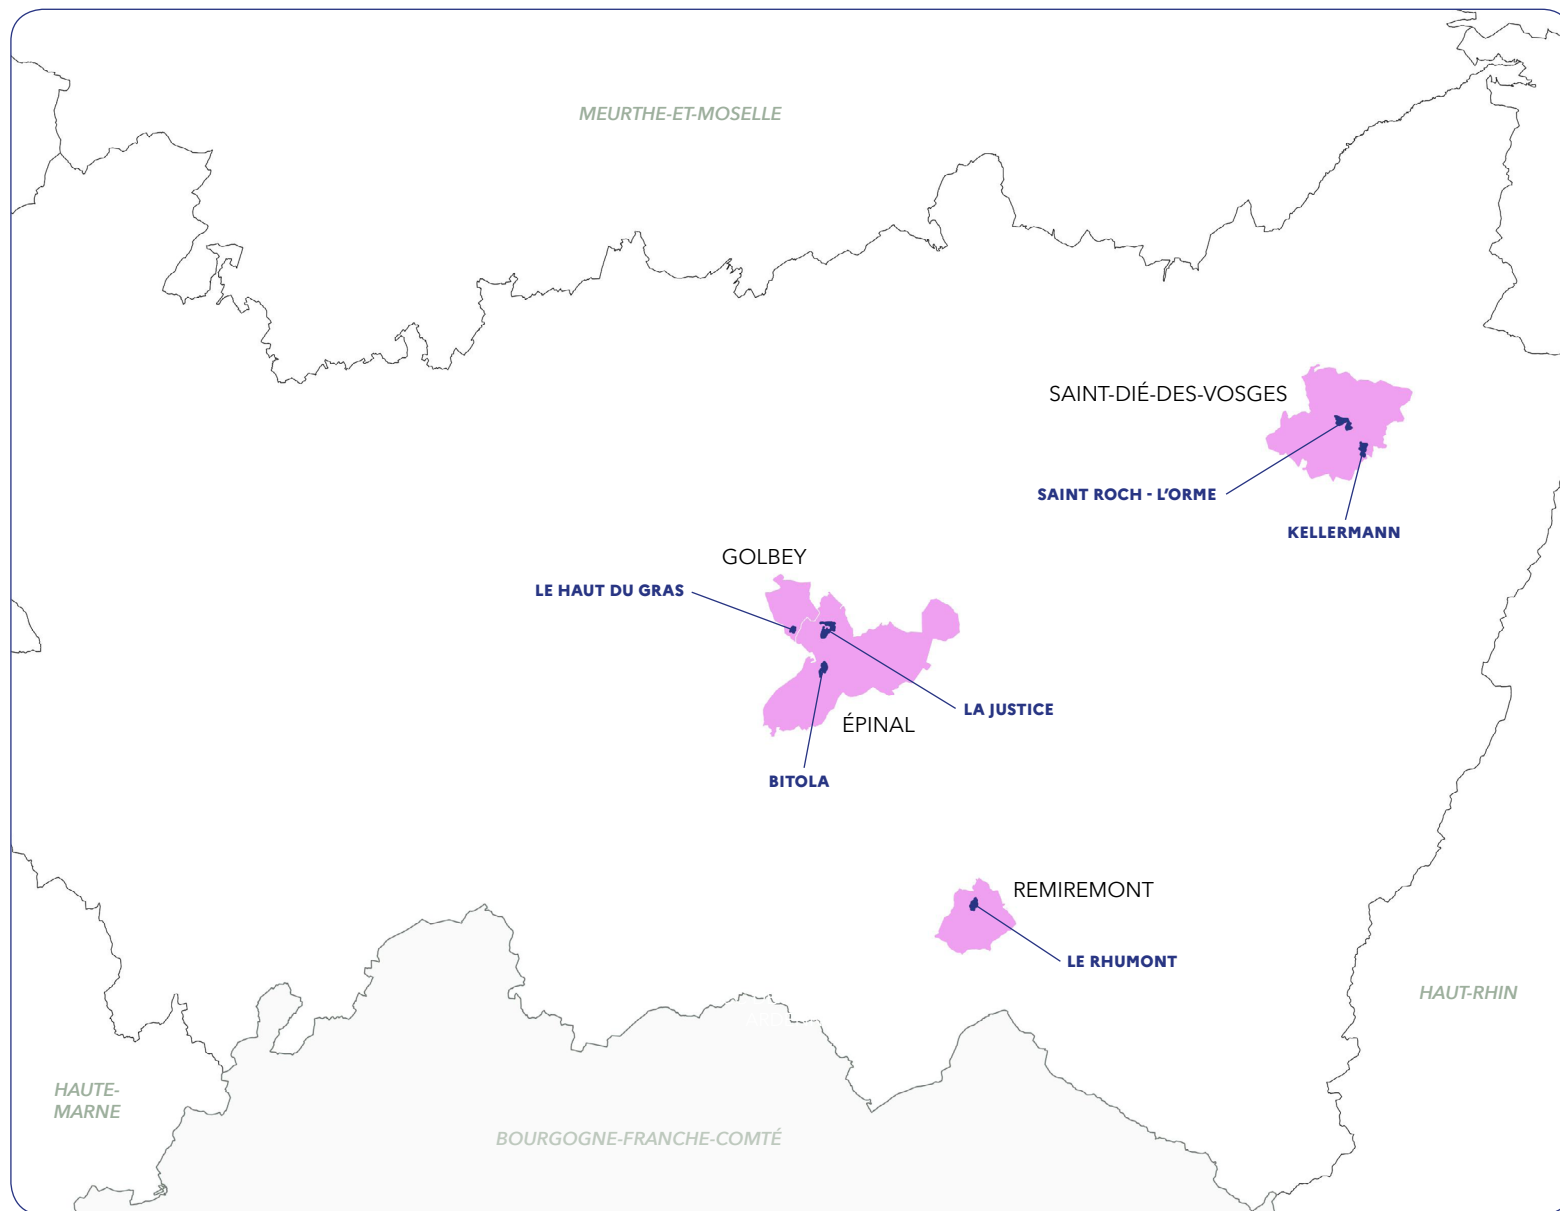 MEURTHE-ET-MOSELLE
SAINT-DIÉ-DES-VOSGES
SAINT ROCH - L'ORME
KELLERMANN
GOLBEY
LE HAUT DU GRAS
LA JUSTICE
ÉPINAL
BITOLA
REMIREMONT
LE RHUMONT
HAUT-RHIN
HAUTE-
MARNE
BOURGOGNE-FRANCHE-COMTÉ